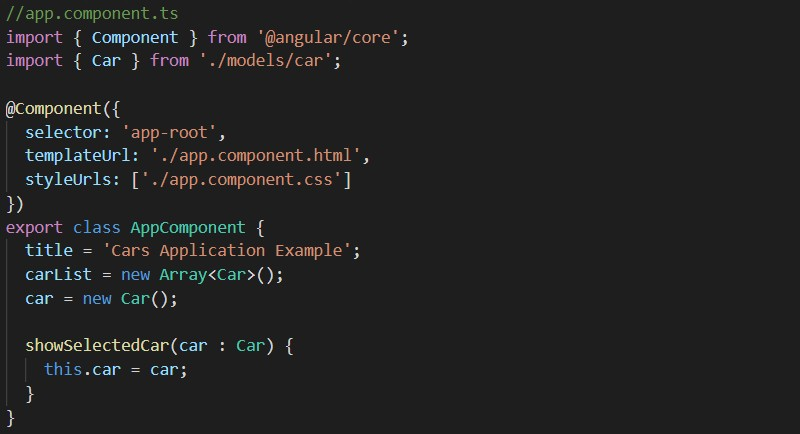 //app.component.ts
import { Component } from '@angular/core';
import { Car } from './models/car';

@Component({
  selector: 'app-root',
  templateUrl: './app.component.html',
  styleUrls: ['./app.component.css']
})
export class AppComponent {
  title = 'Cars Application Example';
  carList = new Array<Car>();
  car = new Car();

  showSelectedCar(car : Car) {
    this.car = car;
  }
}